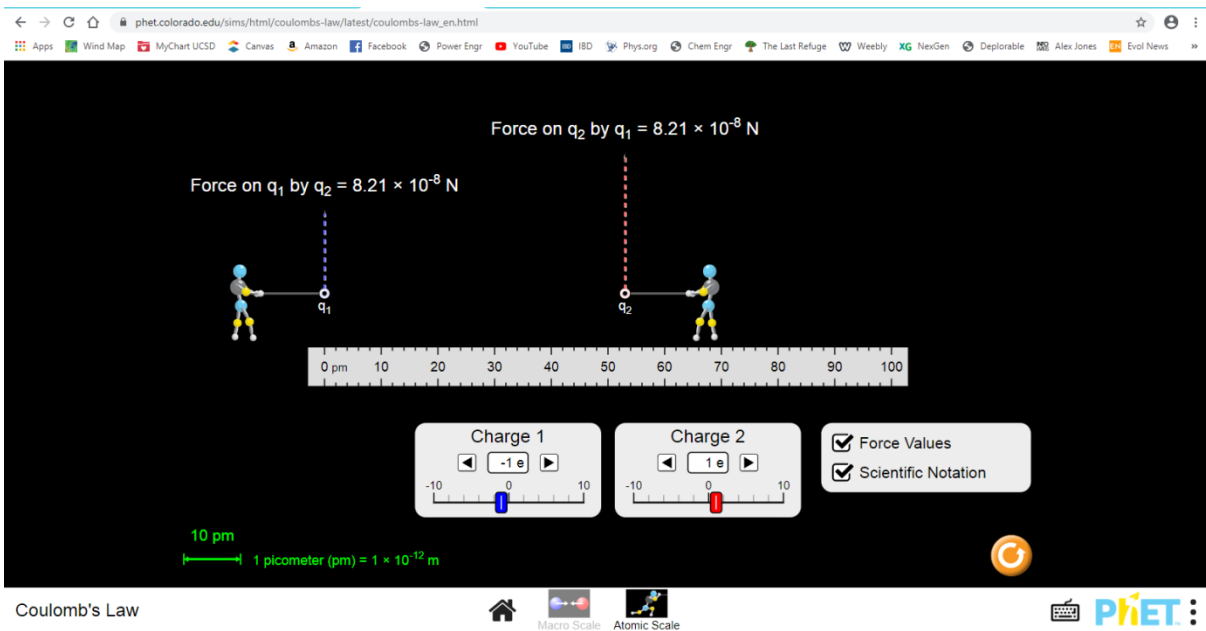 phet.colorado.edu/sims/html/coulombs-law/latest/coulombs-law_en.html
Apps Wind Map MyChart UCSD Canvas Amazon Facebook Power Engr YouTube IBD Phys.org Chem Engr The Last Refuge Weebly XG NexGen Deplorable Alex Jones EN Evol News »
Force on q₂ by q₁ = 8.21 × 10⁻⁸ N
Force on q₁ by q₂ = 8.21 × 10⁻⁸ N
q₁ q₂
0 pm 10 20 30 40 50 60 70 80 90 100
Charge 1 Charge 2
Force Values
-1 e 1 e
Scientific Notation
-10 0 10 -10 0 10
10 pm
1 picometer (pm) = 1 × 10⁻¹² m
Coulomb's Law
Macro Scale Atomic Scale
PhET